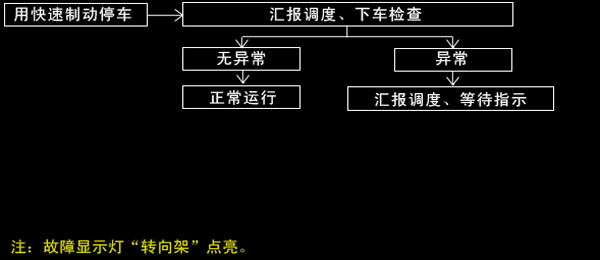 用快速制动停车
汇报调度、下车检查
无异常
异常
正常运行
汇报调度、等待指示
注：故障显示灯“转向架”点亮。